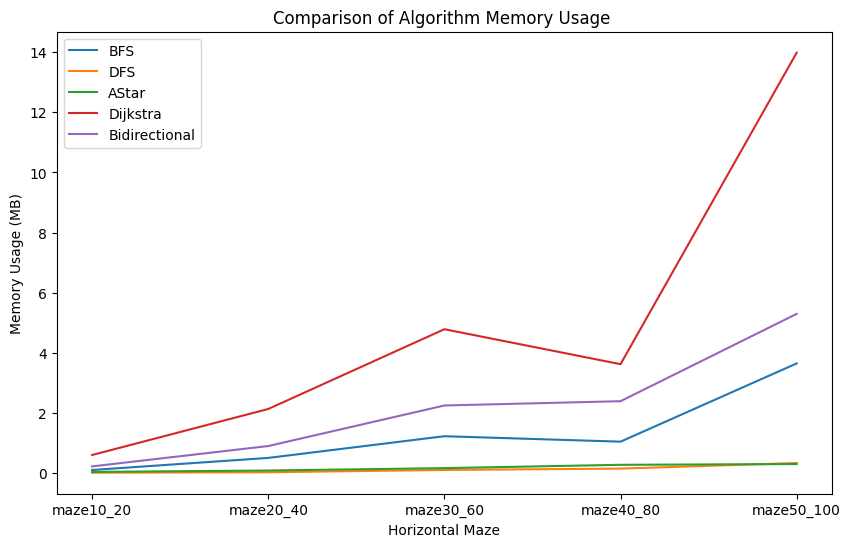 Comparison of Algorithm Memory Usage
BFS
DFS
AStar
Dijkstra
Bidirectional
Memory Usage (MB)
14
12
10
8
6
4
2
0
maze10_20 maze20_40 maze30_60 maze40_80 maze50_100
Horizontal Maze